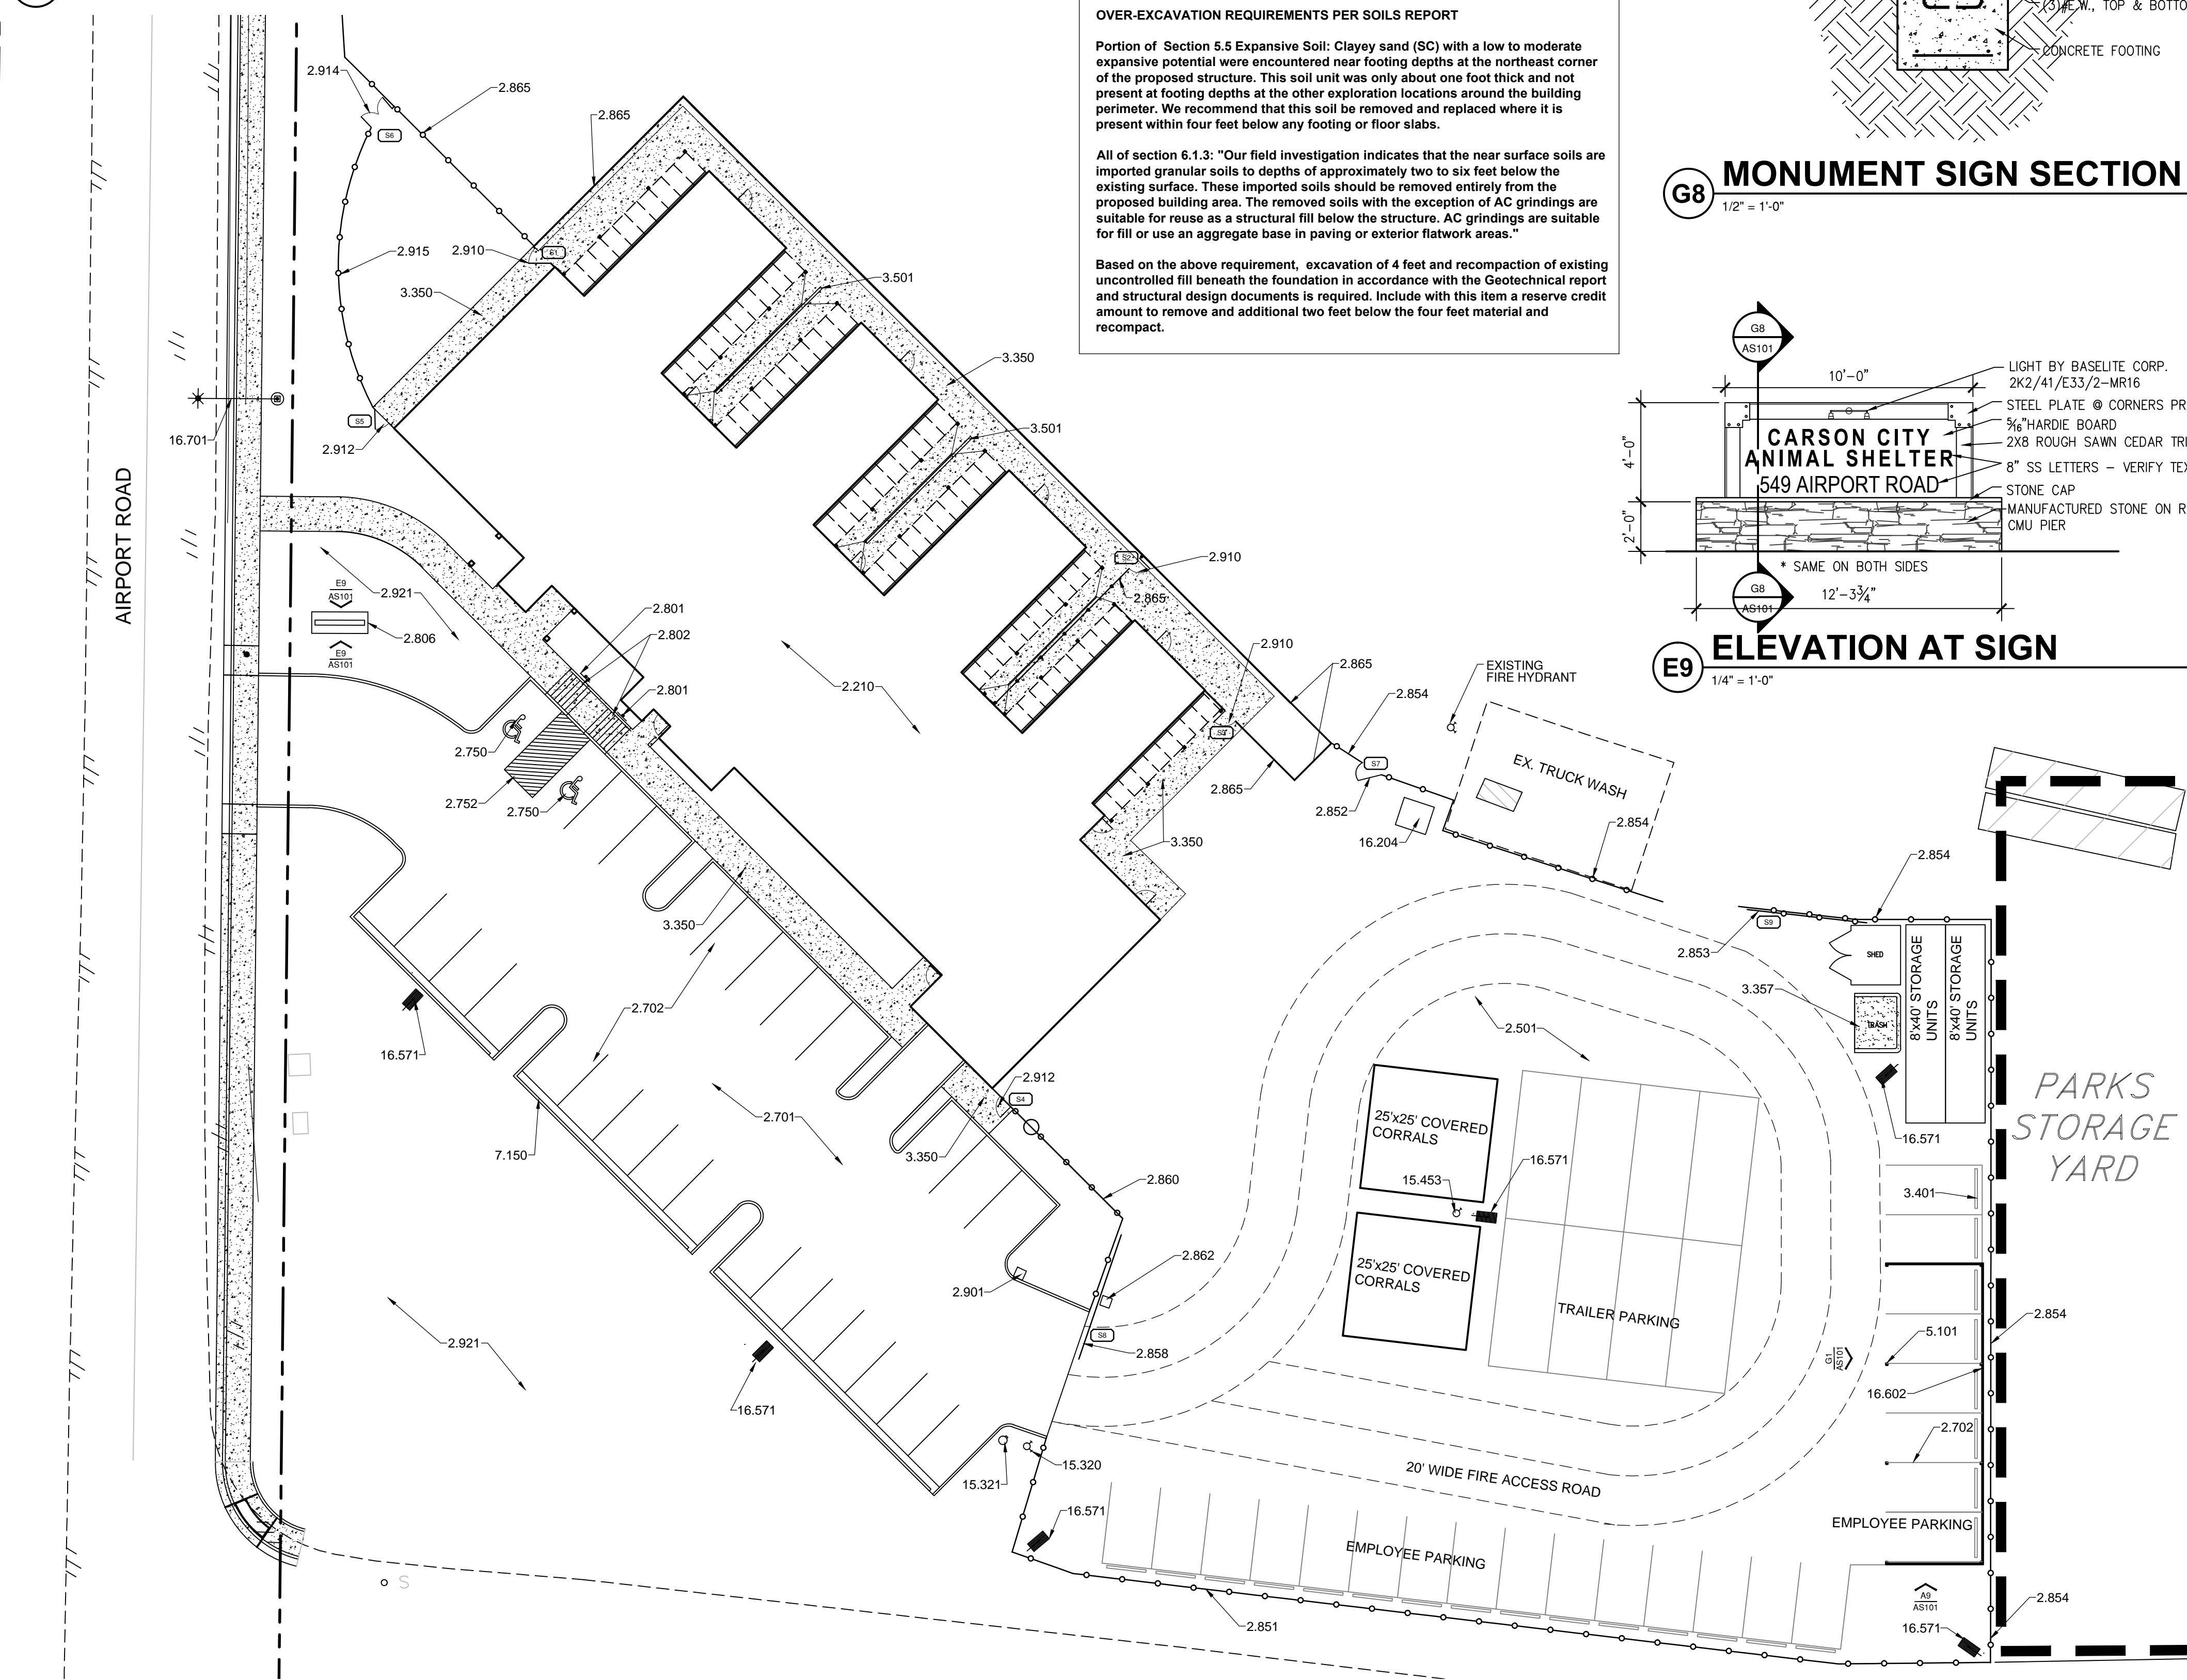 OVER-EXCAVATION REQUIREMENTS PER SOILS REPORT
Portion of Section 5.5 Expansive Soil: Clayey sand (SC) with a low to moderate
expansive potential were encountered near footing depths at the northeast corner
of the proposed structure. This soil unit was only about one foot thick and not
present at footing depths at the other exploration locations around the building
perimeter. We recommend that this soil be removed and replaced where it is
present within four feet below any footing or floor slabs.
All of section 6.1.3: "Our field investigation indicates that the near surface soils are
imported granular soils to depths of approximately two to six feet below the
existing surface. These imported soils should be removed entirely from the
proposed building area. The removed soils with the exception of AC grindings are
suitable for reuse as a structural fill below the structure. AC grindings are suitable
for fill or use an aggregate base in paving or exterior flatwork areas."
Based on the above requirement, excavation of 4 feet and recompaction of existing
uncontrolled fill beneath the foundation in accordance with the Geotechnical report
and structural design documents is required. Include with this item a reserve credit
amount to remove and additional two feet below the four feet material and
recompact.
E.W., TOP & BOTTO
CONCRETE FOOTING
G8
MONUMENT SIGN SECTION
1/2" = 1'-0"
G8
AS101
10'-0"
4'-0"
2'-0"
LIGHT BY BASELITE CORP.
2K2/41/E33/2-MR16
STEEL PLATE @ CORNERS PR
5/16"HARDIE BOARD
2X8 ROUGH SAWN CEDAR TRI
8" SS LETTERS - VERIFY TEX
STONE CAP
MANUFACTURED STONE ON R
CMU PIER
CARSON CITY
ANIMAL SHELTER
549 AIRPORT ROAD
* SAME ON BOTH SIDES
G8
AS101
12'-3¾"
E9
ELEVATION AT SIGN
1/4" = 1'-0"
2.914
2.865
S6
2.865
2.915
2.910
S1
3.350
3.501
3.350
16.701
S5
2.912
3.501
AIRPORT ROAD
2.921
E9
AS101
2.806
E9
AS101
2.801
2.802
2.801
2.210
S2
2.910
2.865
2.910
2.865
2.854
EXISTING
FIRE HYDRANT
2.750
2.752
2.750
S7
2.865
2.852
EX. TRUCK WASH
2.854
16.204
3.350
3.350
2.702
2.854
S9
2.853
SHED
3.357
TRASH
8'x40' STORAGE
UNITS
8'x40' STORAGE
UNITS
16.571
2.501
2.912
S4
2.701
7.150
3.350
25'x25' COVERED
CORRALS
16.571
15.453
16.571
PARKS
STORAGE
YARD
3.401
2.860
2.862
2.901
25'x25' COVERED
CORRALS
TRAILER PARKING
2.854
5.101
S8
2.858
G1
AS101
16.602
2.921
16.571
2.702
15.320
15.321
20' WIDE FIRE ACCESS ROAD
16.571
EMPLOYEE PARKING
EMPLOYEE PARKING
S
A9
AS101
2.854
2.851
16.571